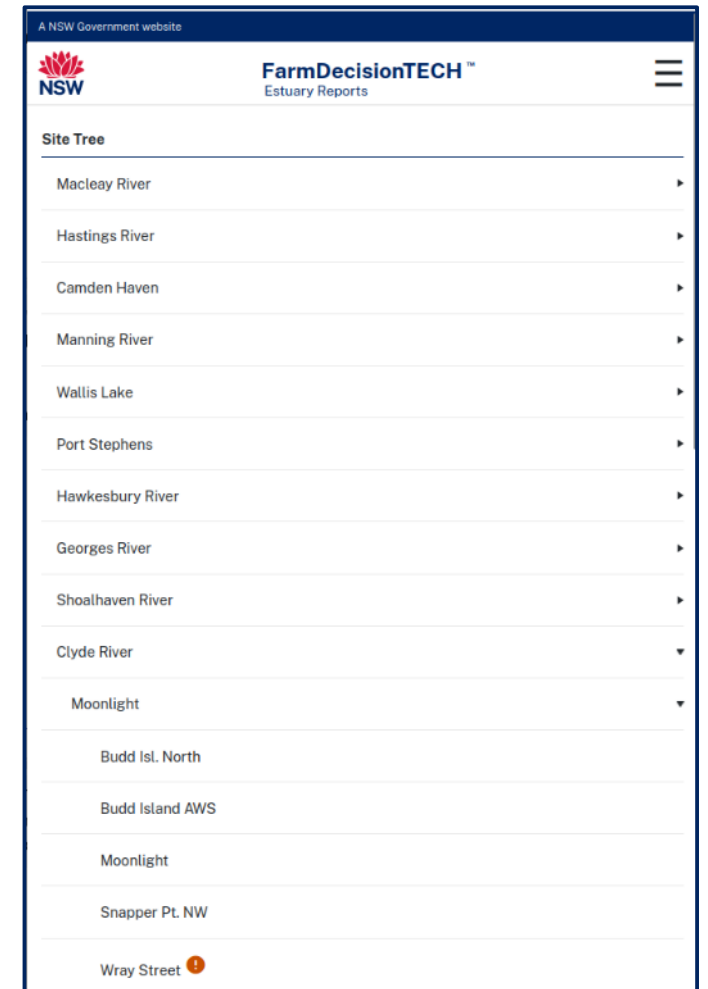 A NSW Government website
NSW
FarmDecisionTECH™
Estuary Reports
Site Tree
Macleay River
Hastings River
Camden Haven
Manning River
Wallis Lake
Port Stephens
Hawkesbury River
Georges River
Shoalhaven River
Clyde River
Moonlight
Budd Isl. North
Budd Island AWS
Moonlight
Snapper Pt. NW
Wray Street !